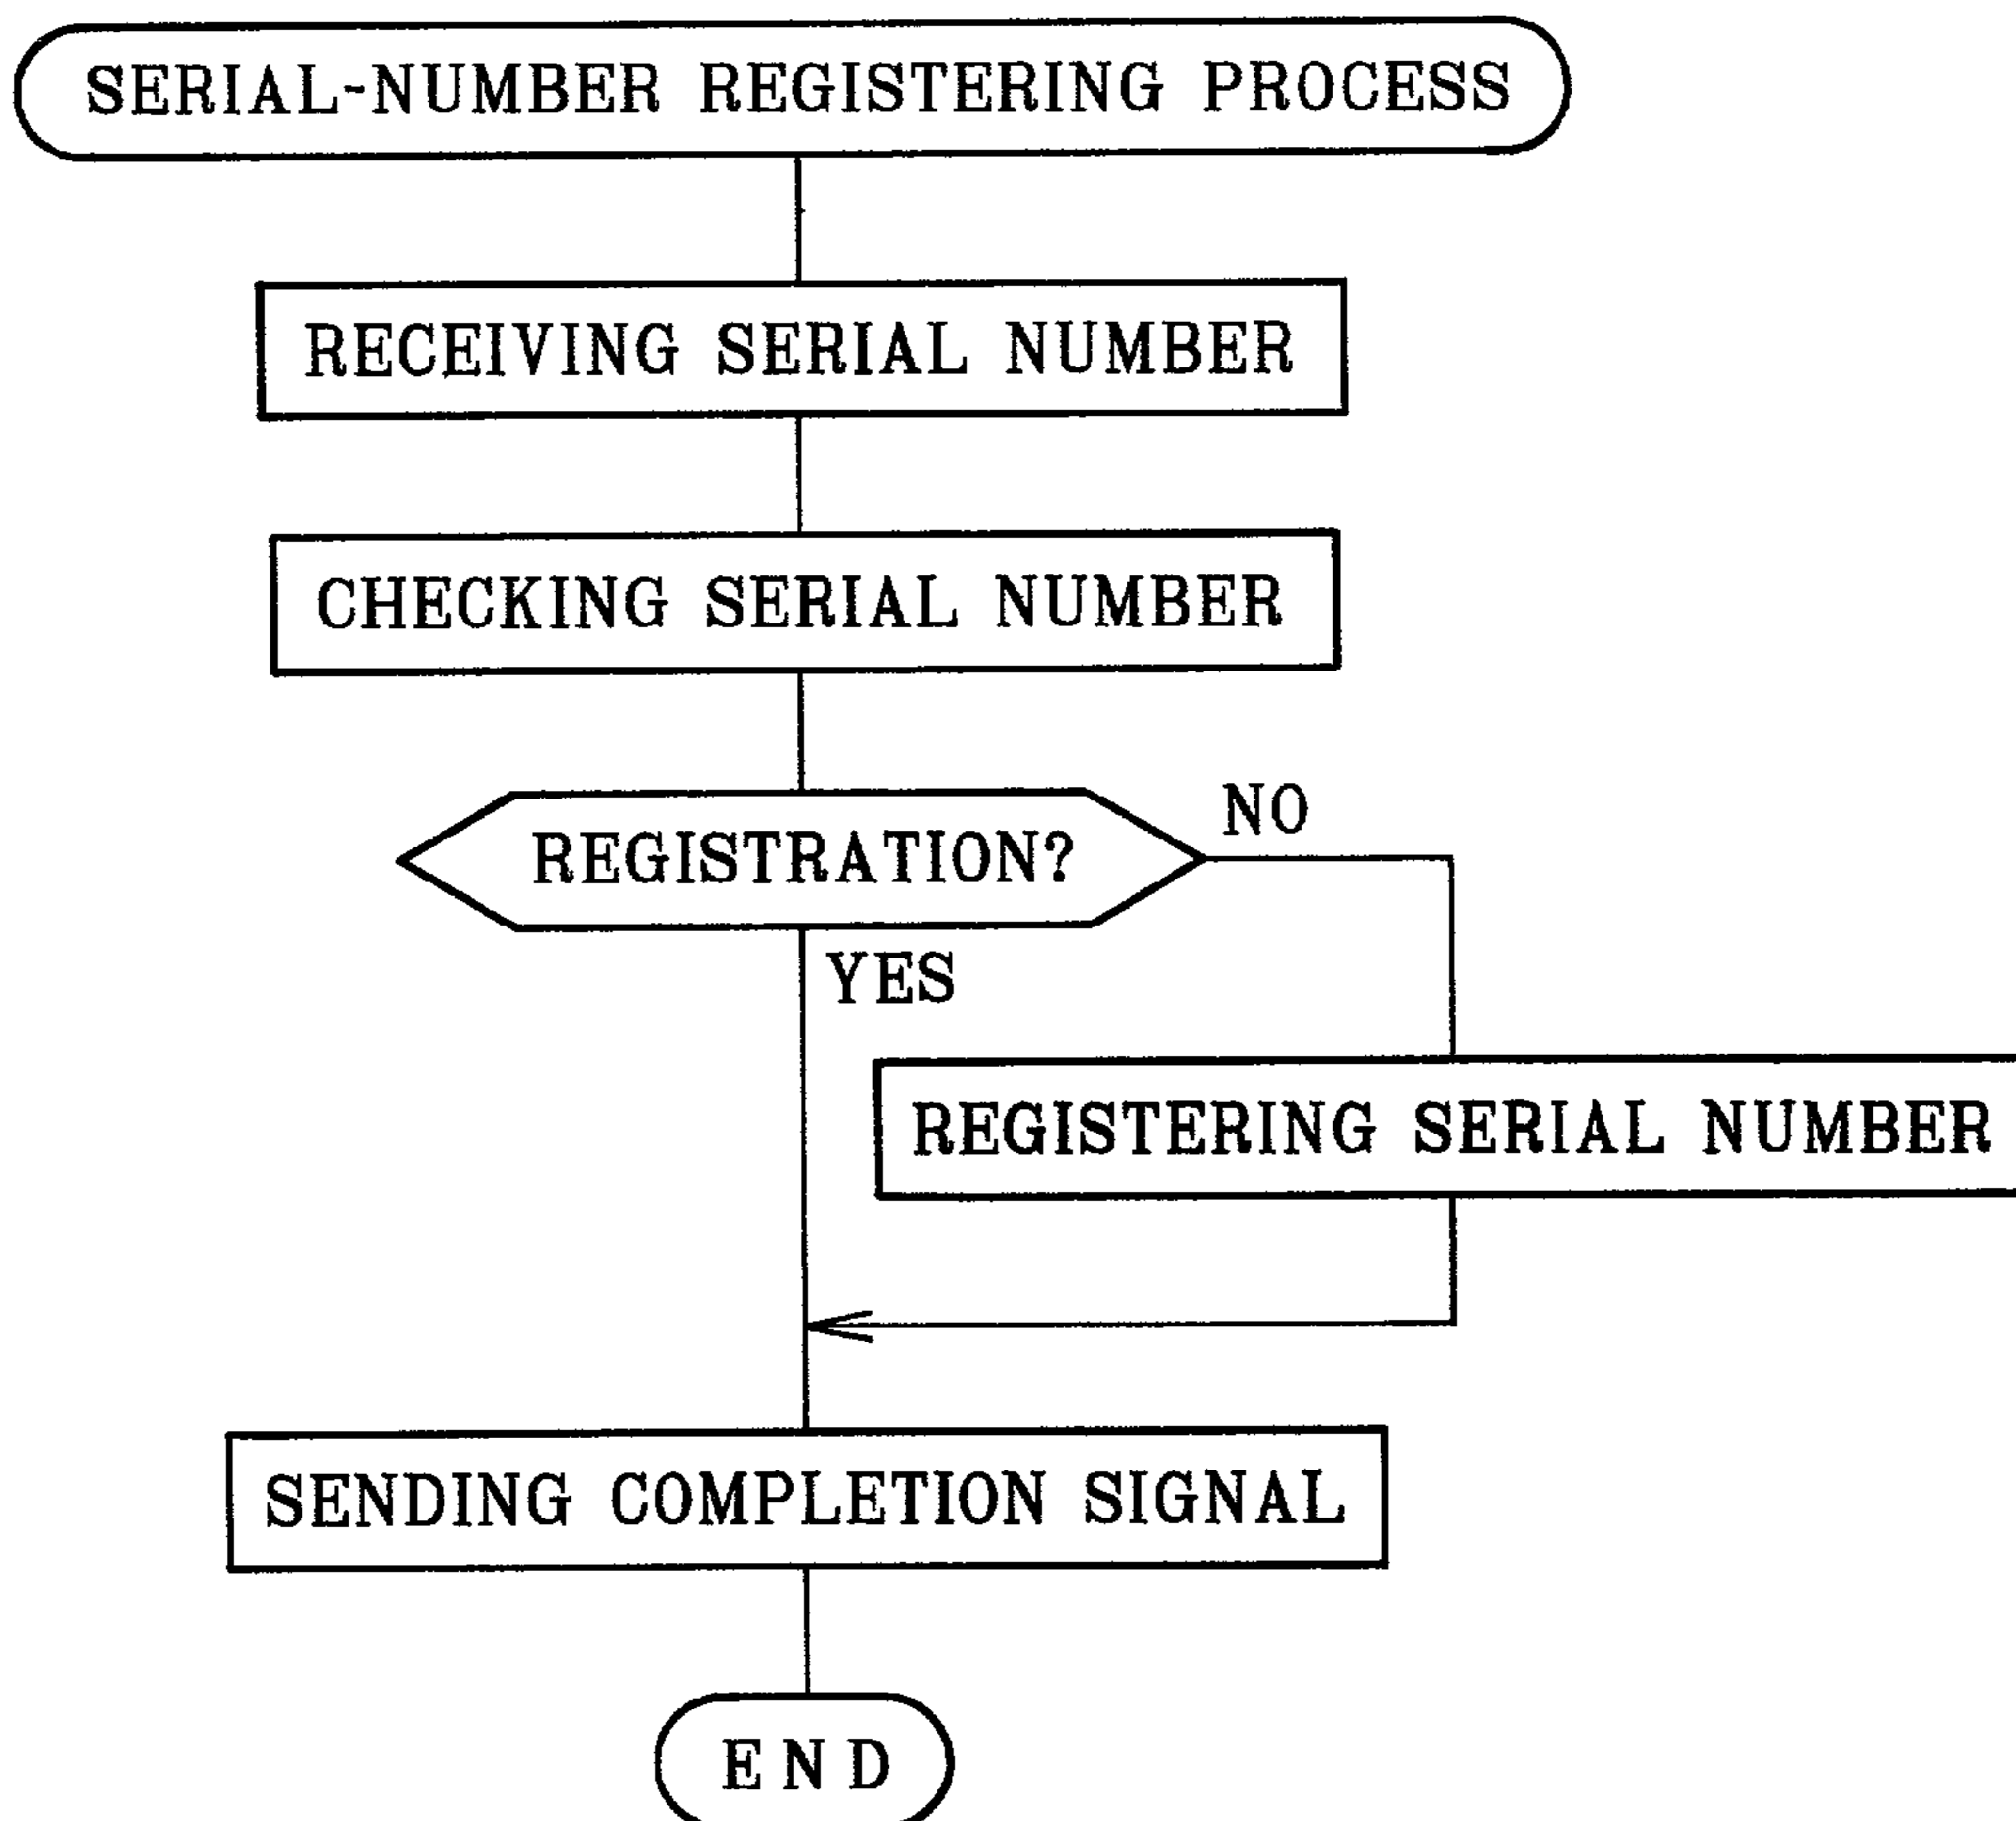 SERIAL-NUMBER REGISTERING PROCESS
RECEIVING SERIAL NUMBER
CHECKING SERIAL NUMBER
REGISTRATION?
NO
YES
REGISTERING SERIAL NUMBER
SENDING COMPLETION SIGNAL
END